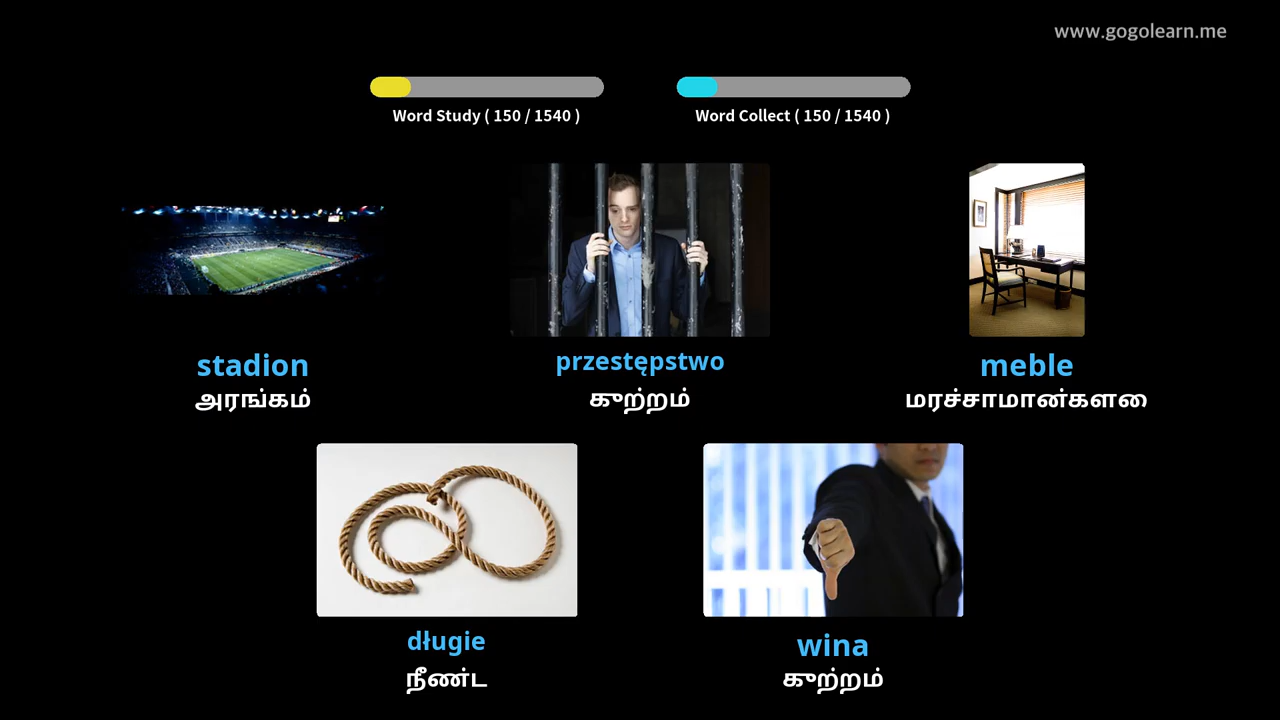 www.gogolearn.me
Word Study ( 150 / 1540 )
Word Collect ( 150 / 1540 )
stadion
அரங்கம்
przestępstwo
குற்றம்
meble
மரச்சாமான்களை
długie
நீண்ட
wina
குற்றம்